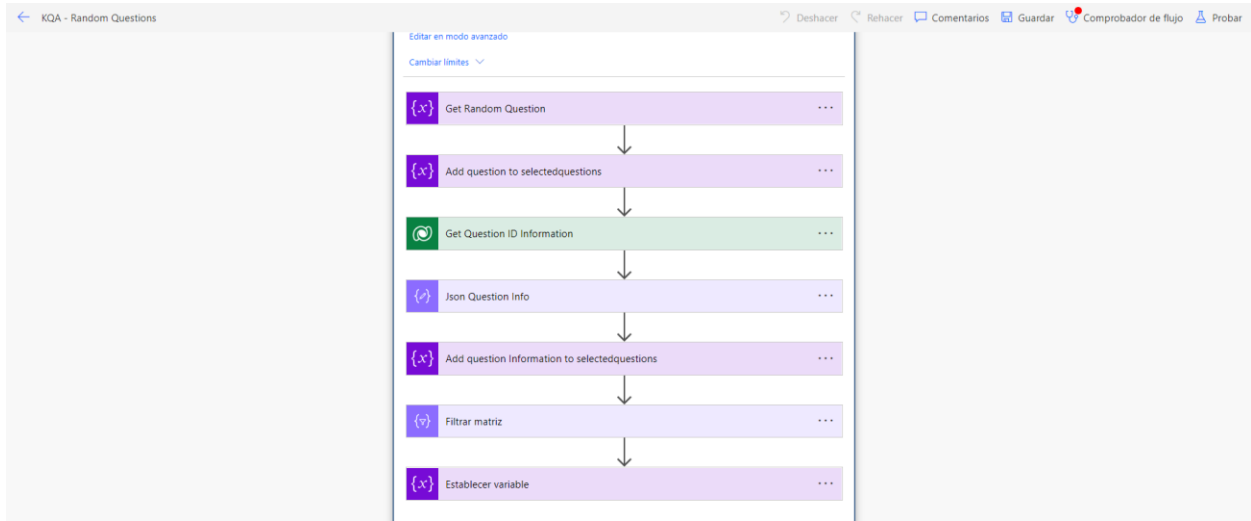 KQA - Random Questions
Deshacer Rehacer Comentarios Guardar Comprobador de flujo Probar
Editar en modo avanzado
Cambiar límites
{x} Get Random Question ...
{x} Add question to selectedquestions ...
Get Question ID Information ...
Json Question Info ...
{x} Add question Information to selectedquestions ...
Filtrar matriz ...
{x} Establecer variable ...